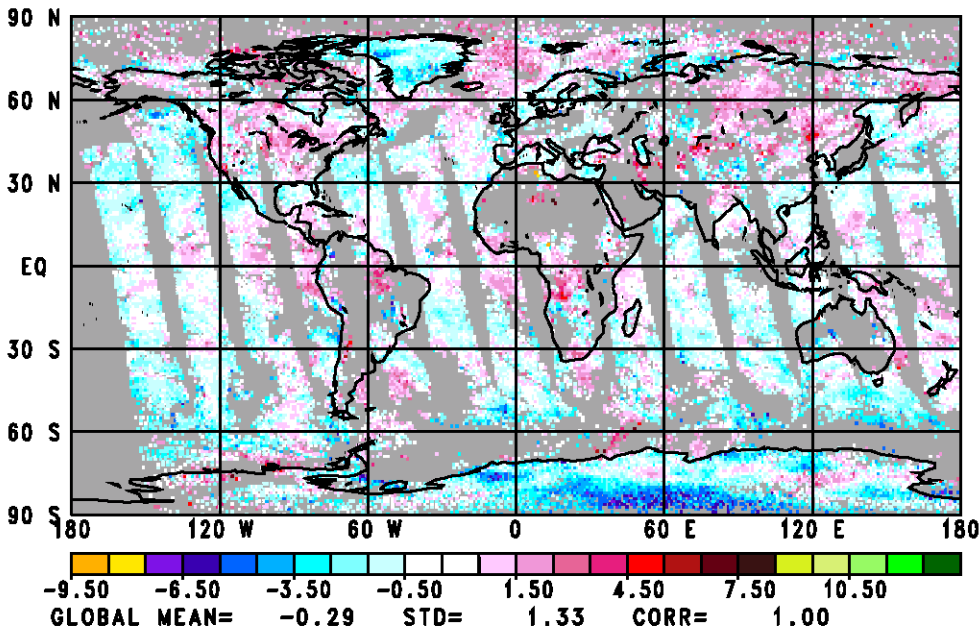 90 N
60 N
30 N
EQ
30 S
60 S
90 S
180 120 W 60 W 0 60 E 120 E 180
-9.50 -6.50 -3.50 -0.50 1.50 4.50 7.50 10.50
GLOBAL MEAN= -0.29 STD= 1.33 CORR= 1.00